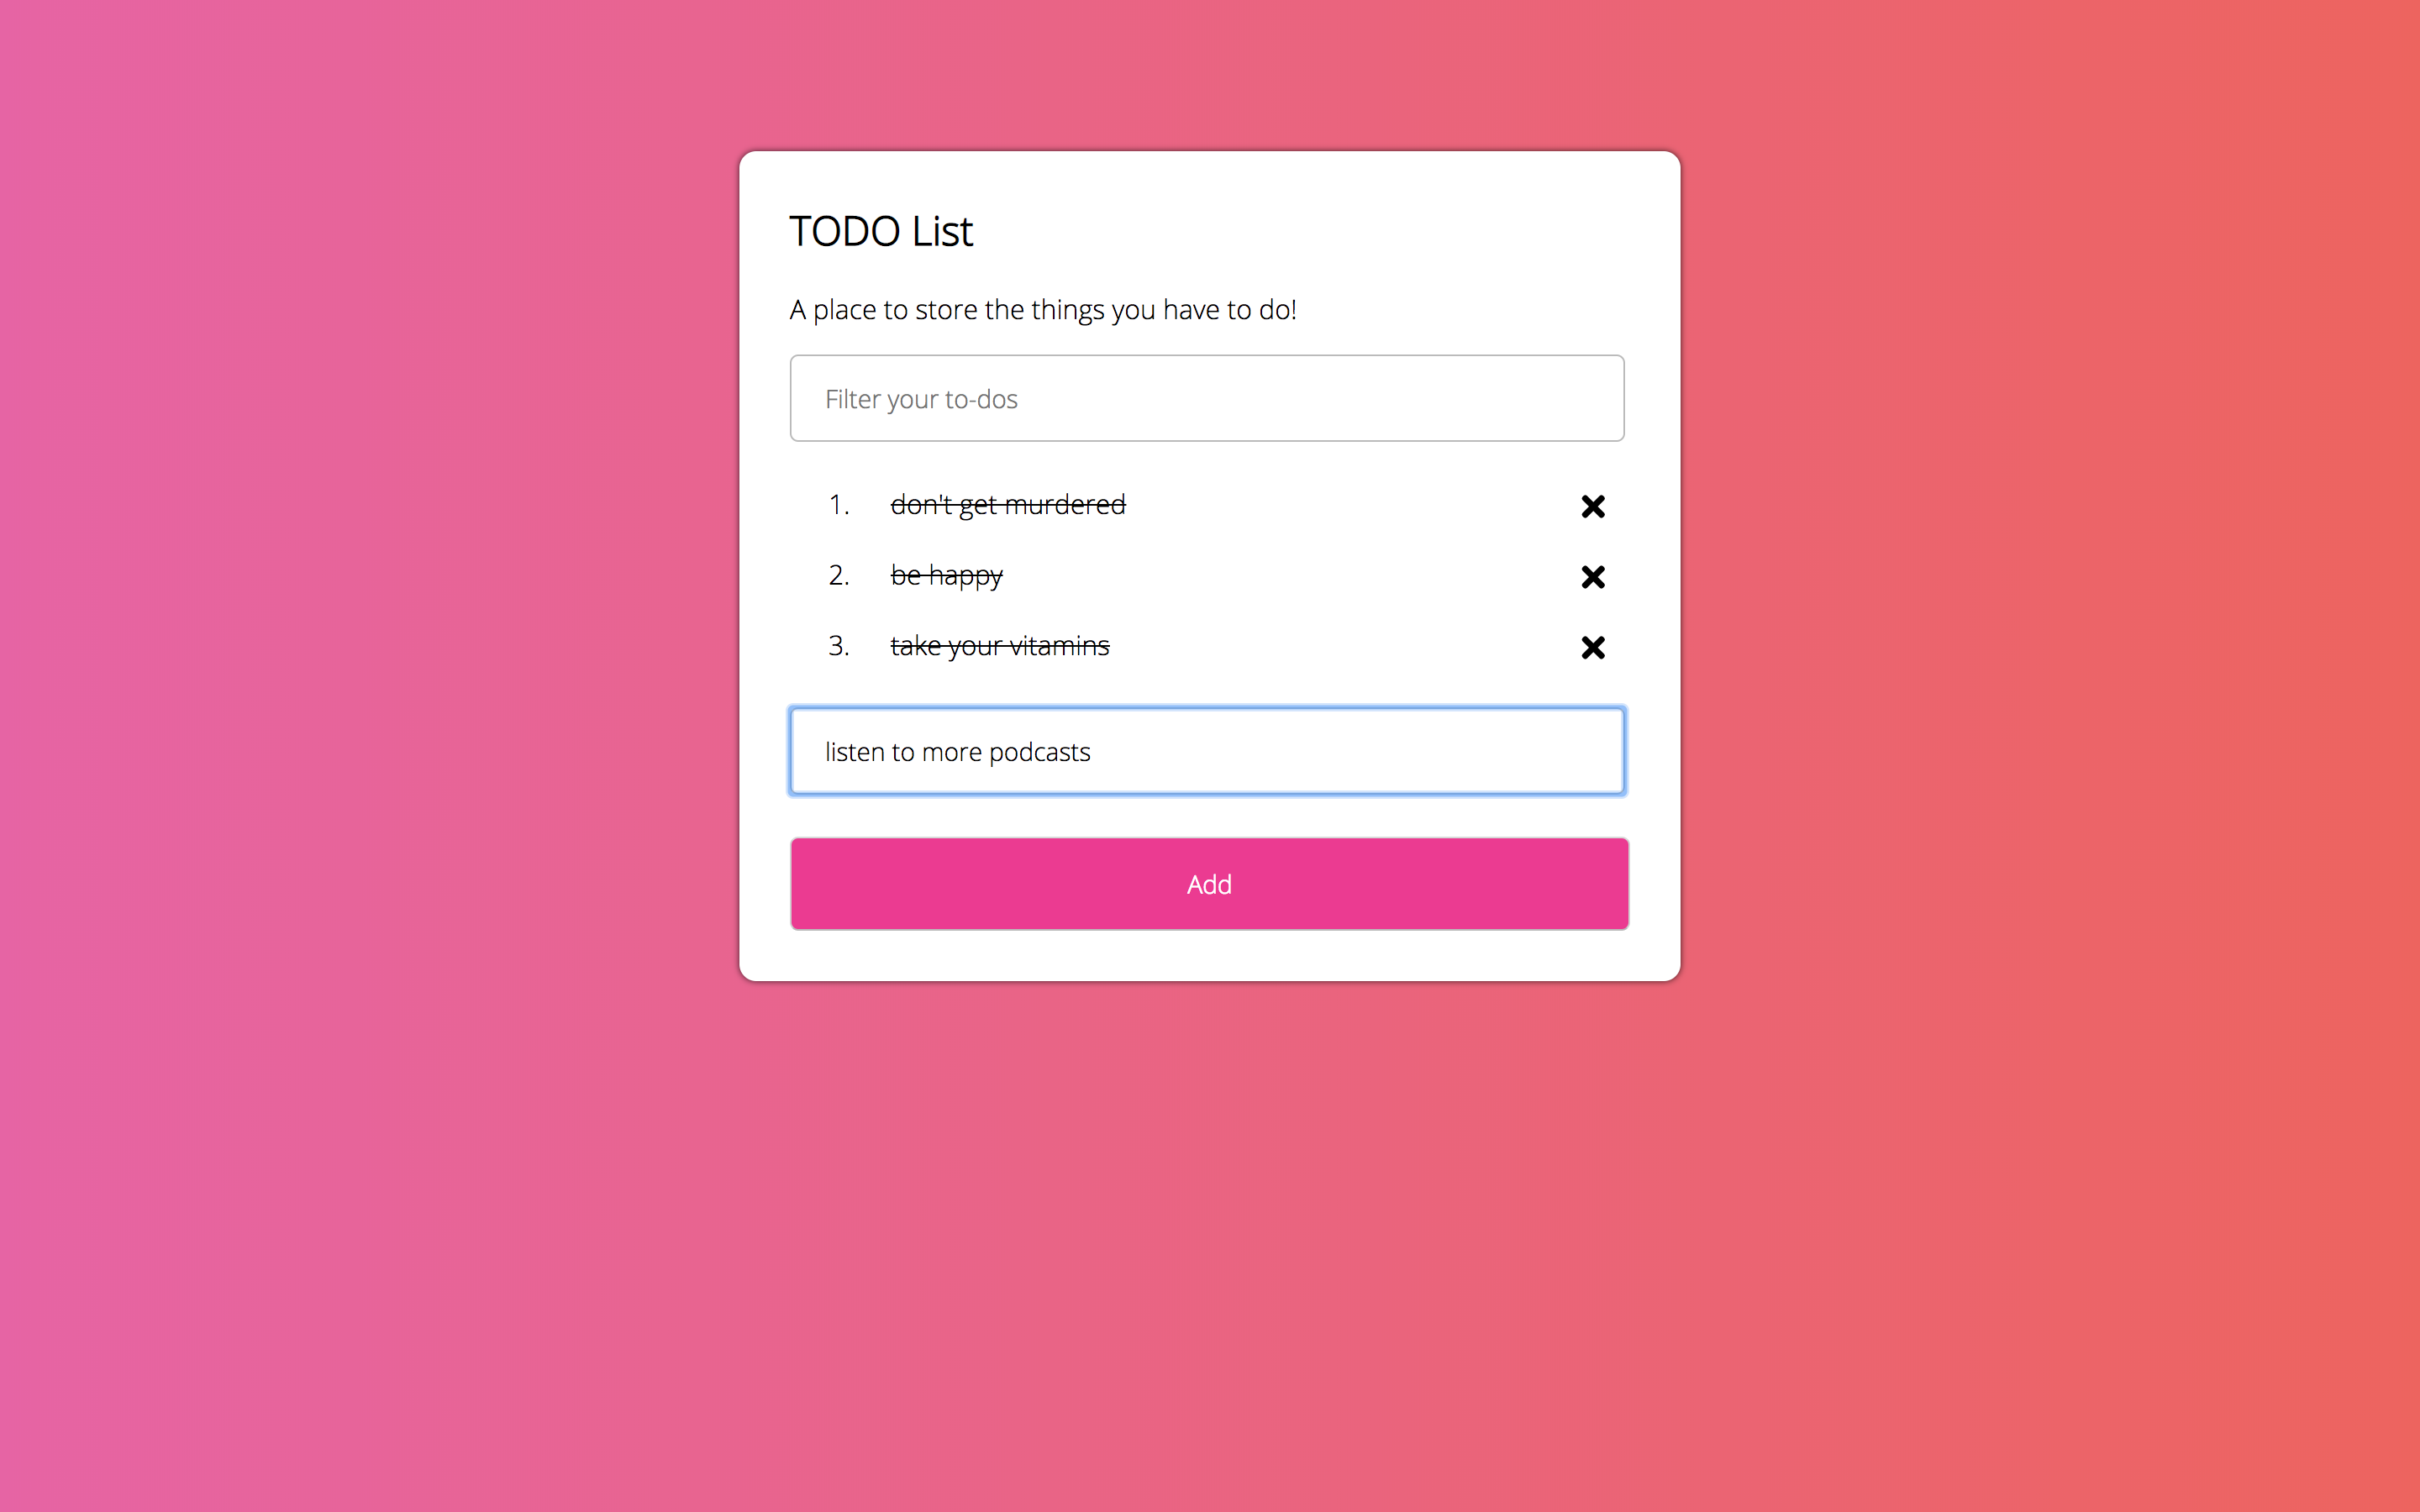 TODO List
A place to store the things you have to do!
Filter your to-dos
1. don't get murdered
2. be happy
3. take your vitamins
listen to more podcasts
Add